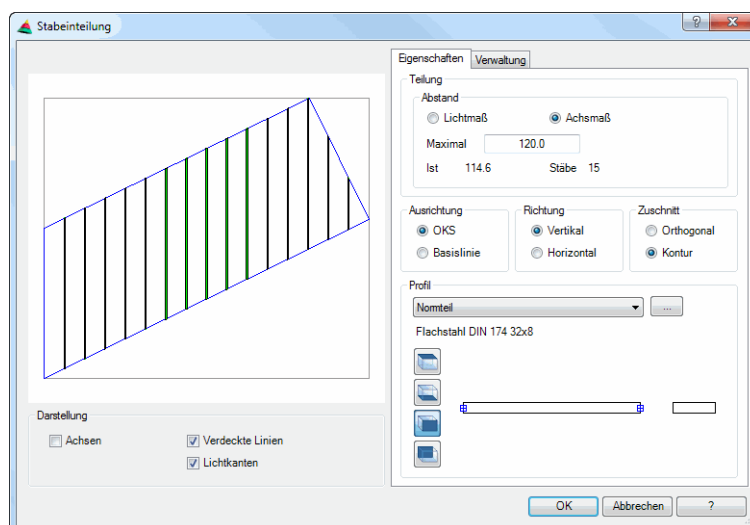 Stabeinteilung
?
Eigenschaften Verwaltung
Teilung
Abstand
Lichtmaß Achsmaß
Maximal 120.0
Ist 114.6 Stäbe 15
Ausrichtung Richtung Zuschnitt
OKS Vertikal Orthogonal
Basislinie Horizontal Kontur
Profil
Normteil ...
Flachstahl DIN 174 32x8
Darstellung
Achsen Verdeckte Linien
Lichtkanten
OK Abbrechen ?